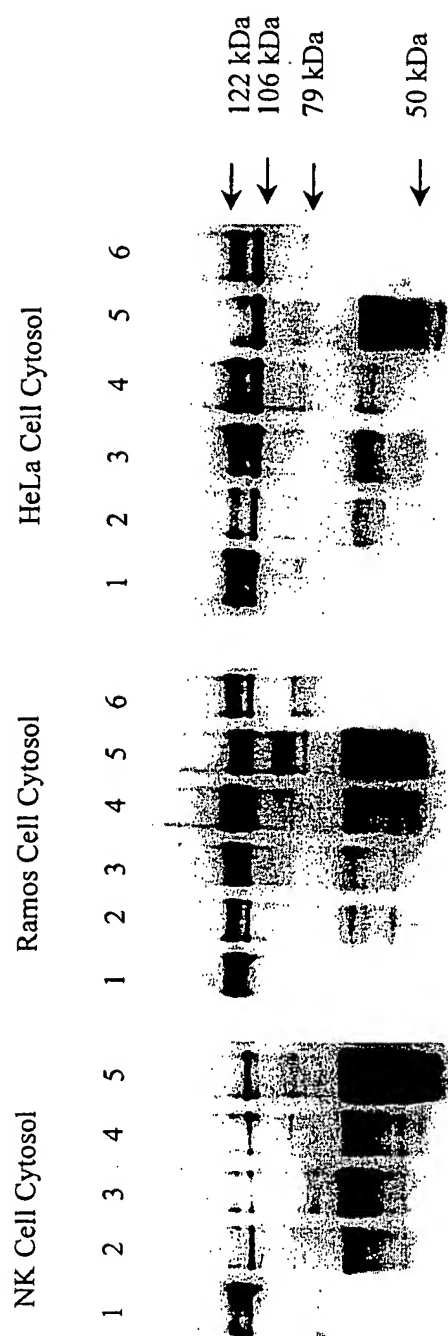 NK Cell Cytosol
1 2 3 4 5
Ramos Cell Cytosol
1 2 3 4 5 6
HeLa Cell Cytosol
1 2 3 4 5 6
122 kDa
106 kDa
79 kDa
50 kDa